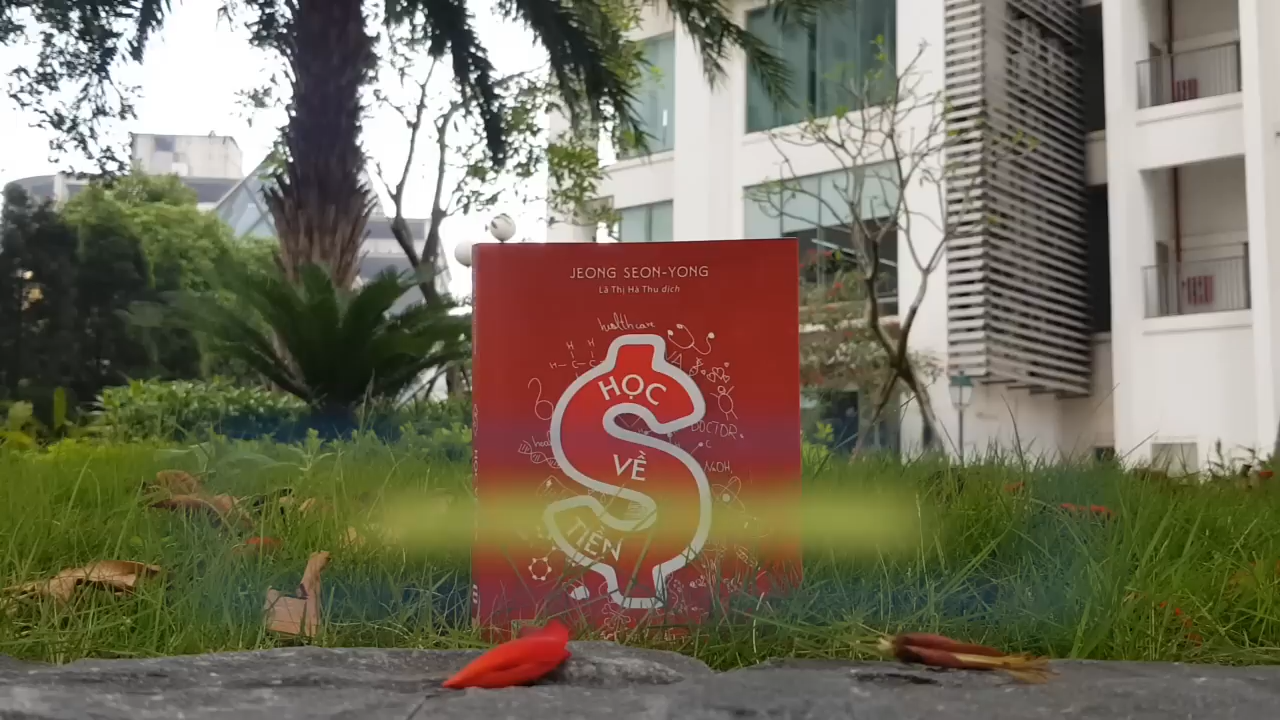 JEONG SEON-YONG
Lã Thị Hà Thu dịch
healthcare
HỌC
VỀ
TIỀN
DOCTOR